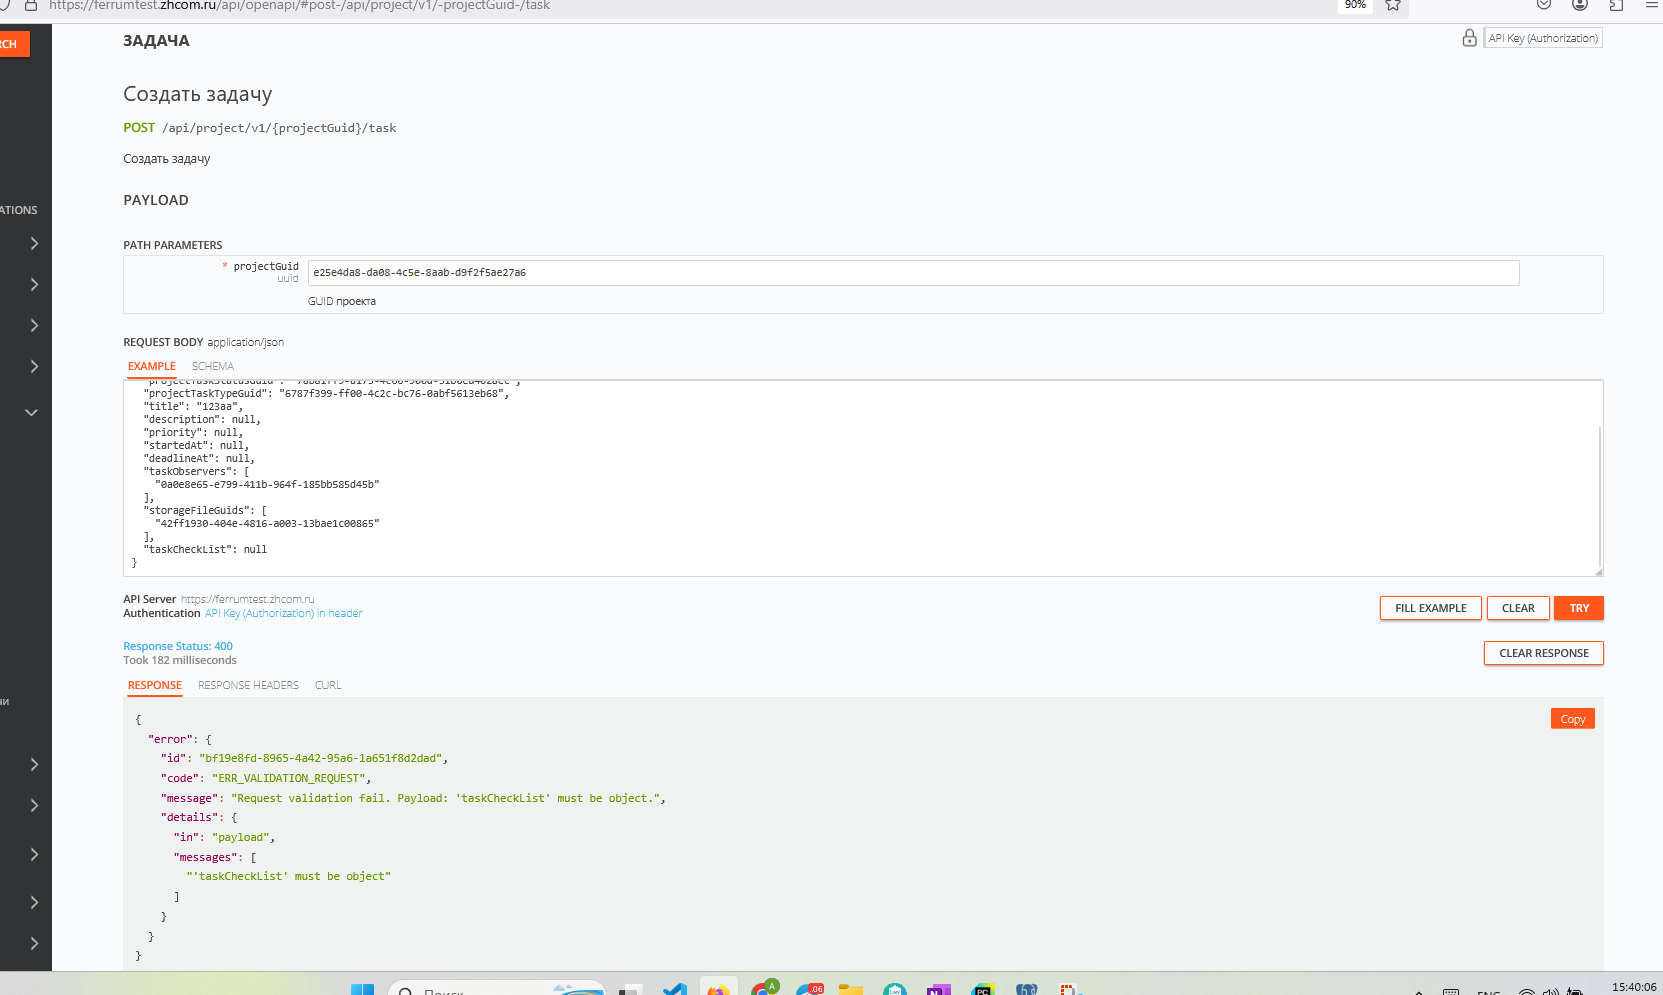 https://ferrumtest.zhcom.ru/api/openapi/#post-/api/project/v1/-projectGuid-/task
90%
RCH
ЗАДАЧА
API Key (Authorization)
Создать задачу
POST /api/project/v1/{projectGuid}/task
Создать задачу
PAYLOAD
ATIONS
PATH PARAMETERS
* projectGuid
e25e4da8-da08-4c5e-8aab-d9f2f5ae27a6
uuid
GUID проекта
REQUEST BODY application/json
EXAMPLE SCHEMA
"projectTaskTypeGuid": "6787f399-ff00-4c2c-bc76-0abf5613eb68",
"title": "123aa",
"description": null,
"priority": null,
"startedAt": null,
"deadlineAt": null,
"taskObservers": [
"0a0e8e65-e799-411b-964f-185bb585d45b"
],
"storageFileGuids": [
"42ff1930-404e-4816-a003-13bae1c00865"
],
"taskCheckList": null
}
API Server https://ferrumtest.zhcom.ru
Authentication API Key (Authorization) in header
FILL EXAMPLE CLEAR TRY
Response Status: 400
Took 182 milliseconds
CLEAR RESPONSE
RESPONSE RESPONSE HEADERS CURL
чи
Copy
{
"error": {
"id": "bf19e8fd-8965-4a42-95a6-1a651f8d2dad",
"code": "ERR_VALIDATION_REQUEST",
"message": "Request validation fail. Payload: 'taskCheckList' must be object.",
"details": {
"in": "payload",
"messages": [
"'taskCheckList' must be object"
]
}
}
}
Поиск
A
.06
PC
ENG
15:40:06